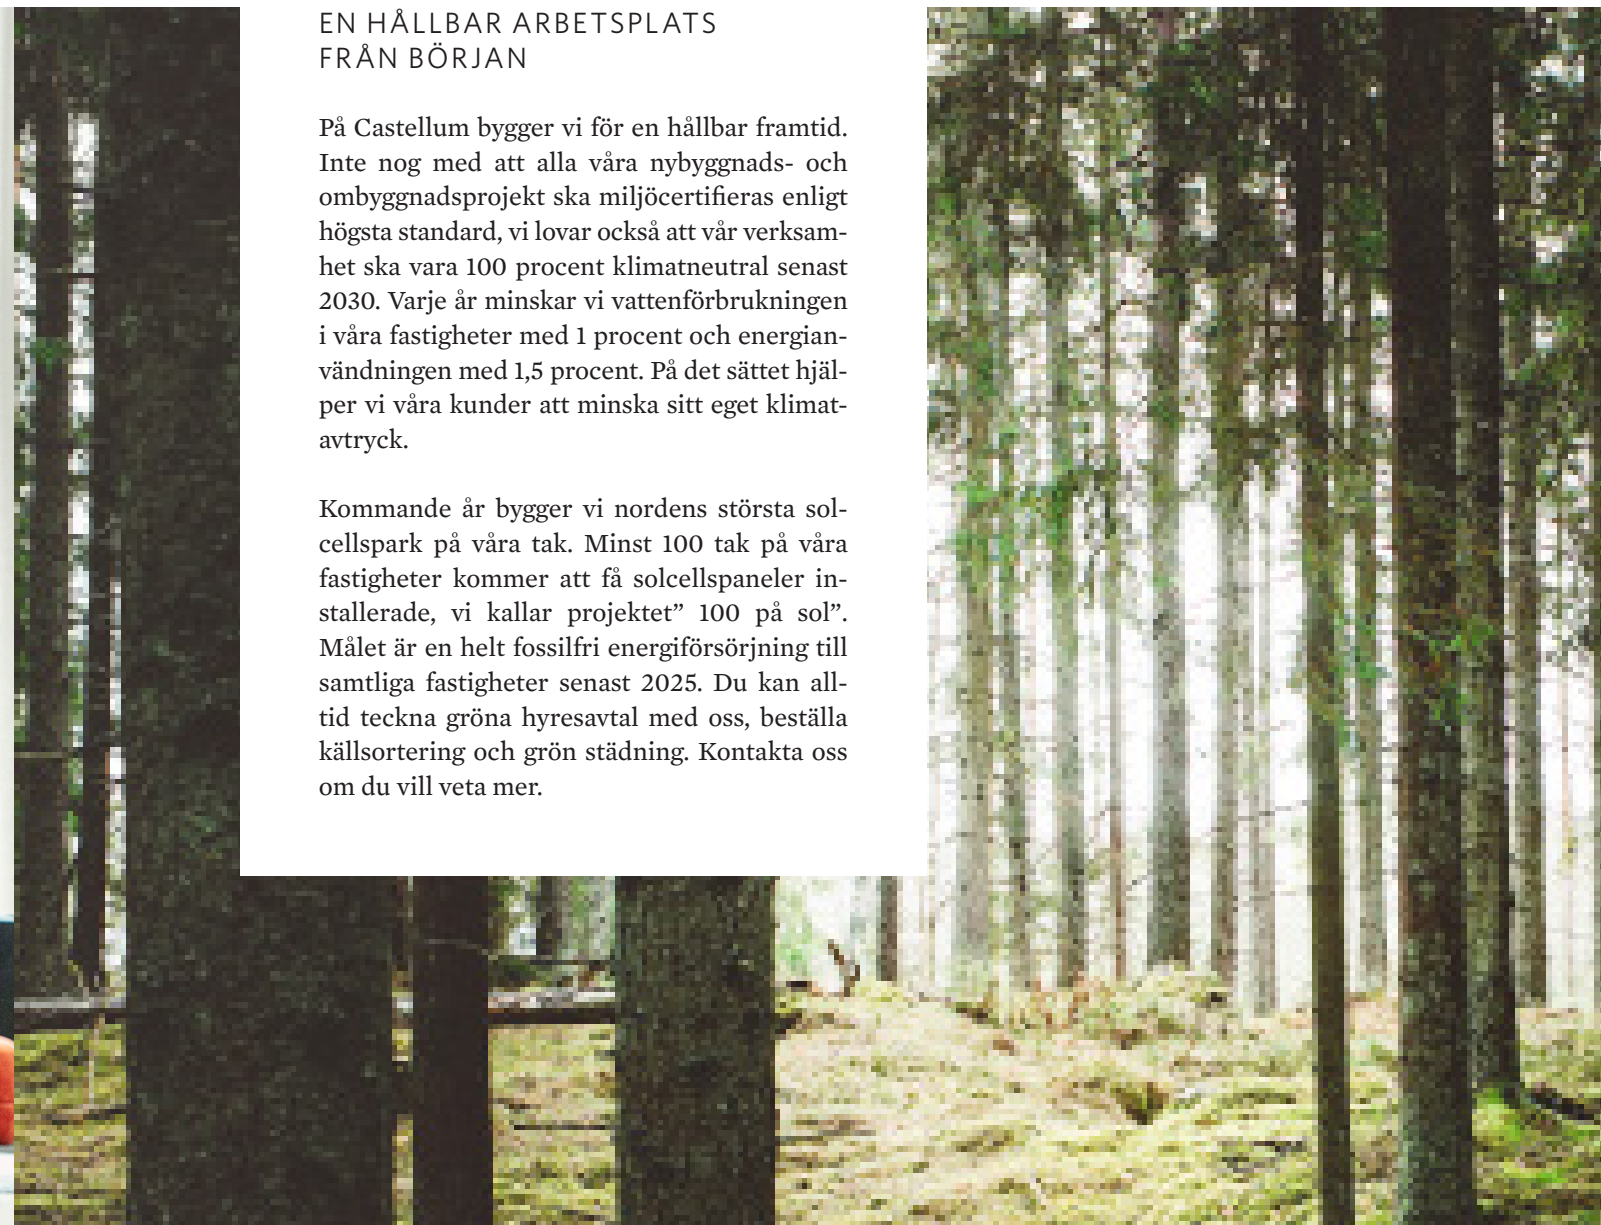 EN HÅLLBAR ARBETSPLATS
FRÅN BÖRJAN
På Castellum bygger vi för en hållbar framtid.
Inte nog med att alla våra nybyggnads- och
ombyggnadsprojekt ska miljöcertifieras enligt
högsta standard, vi lovar också att vår verksam-
het ska vara 100 procent klimatneutral senast
2030. Varje år minskar vi vattenförbrukningen
i våra fastigheter med 1 procent och energian-
vändningen med 1,5 procent. På det sättet hjäl-
per vi våra kunder att minska sitt eget klimat-
avtryck.
Kommande år bygger vi nordens största sol-
cellspark på våra tak. Minst 100 tak på våra
fastigheter kommer att få solcellspaneler in-
stallerade, vi kallar projektet” 100 på sol”.
Målet är en helt fossilfri energiförsörjning till
samtliga fastigheter senast 2025. Du kan all-
tid teckna gröna hyresavtal med oss, beställa
källsortering och grön städning. Kontakta oss
om du vill veta mer.